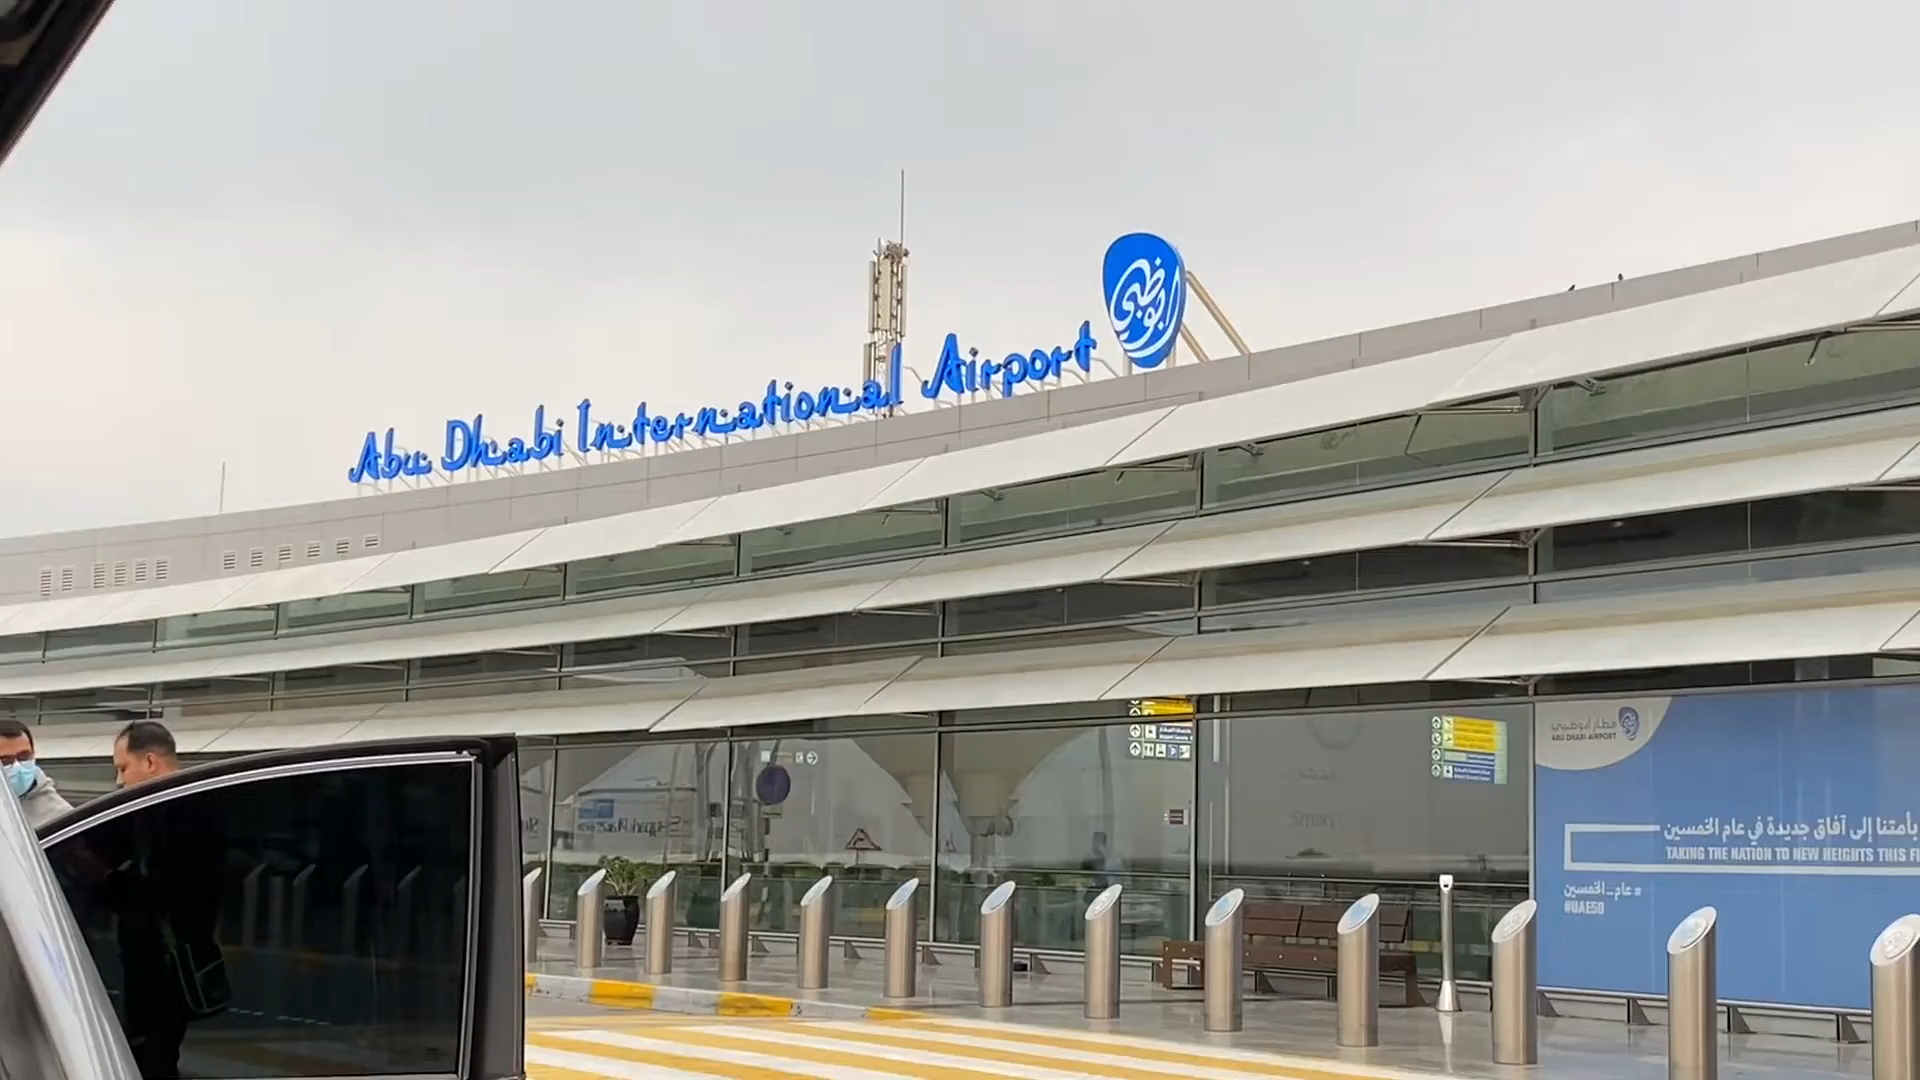 Abu Dhabi International Airport
أبوظبي
مطار أبوظبي
ABU DHABI AIRPORT
بأمتنا إلى آفاق جديدة في عام الخمسين
TAKING THE NATION TO NEW HEIGHTS THIS
# عام_الخمسين
#UAE50